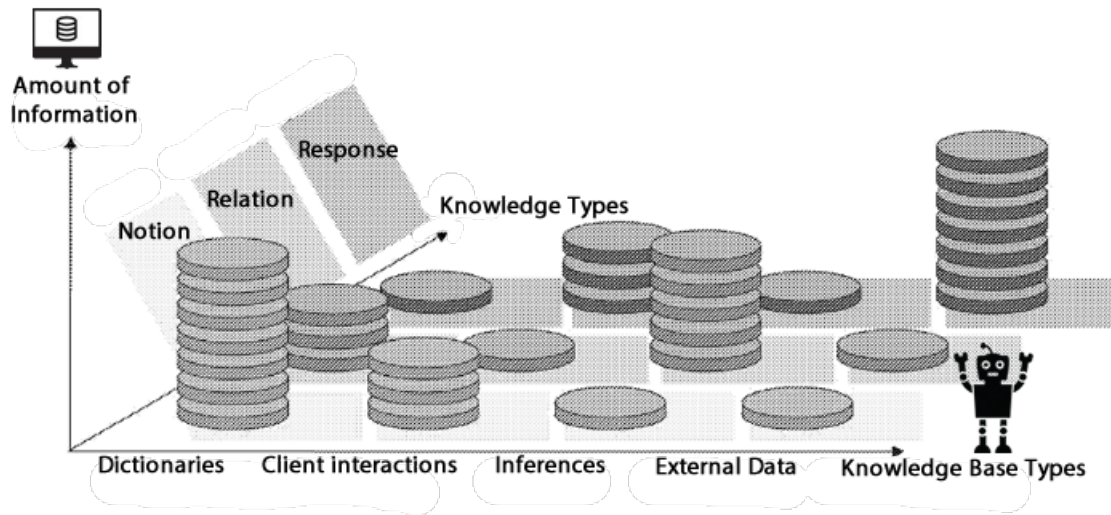 Amount of
Information
Response
Relation
Knowledge Types
Notion
Dictionaries
Client interactions
Inferences
External Data
Knowledge Base Types